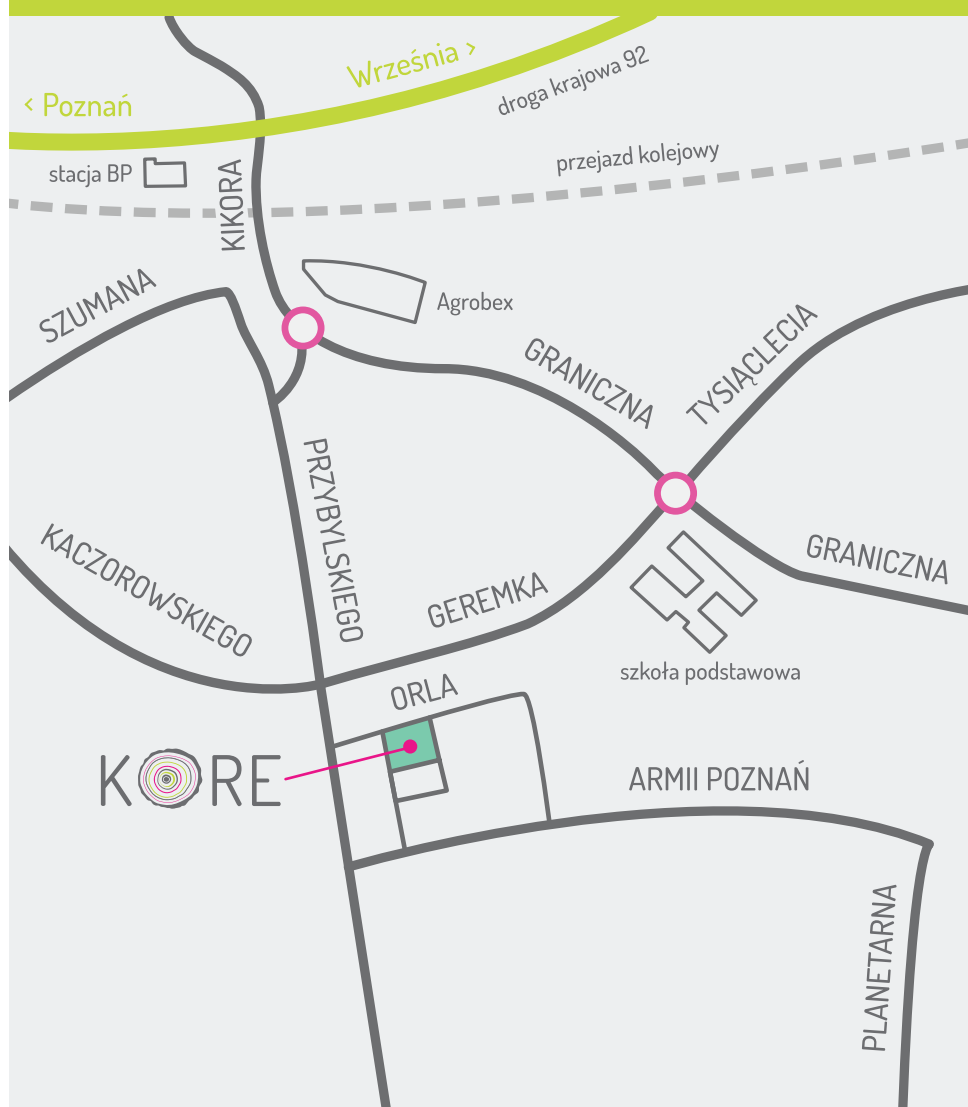 Września ›
‹ Poznań
droga krajowa 92
stacja BP
przejazd kolejowy
KIKORA
SZUMANA
Agrobex
GRANICZNA
TYSIĄCLECIA
PRZYBYLSKIEGO
KACZOROWSKIEGO
GRANICZNA
GEREMKA
szkoła podstawowa
ORLA
KORE
ARMII POZNAŃ
PLANETARNA